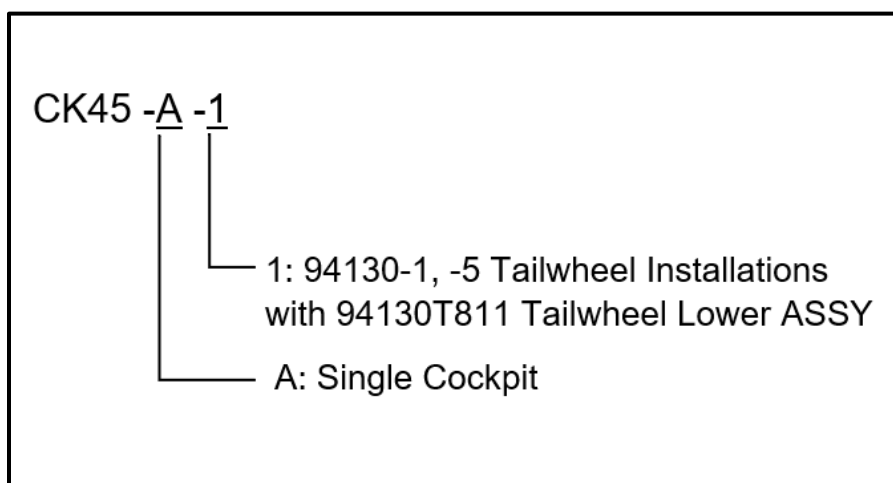 CK45 -A -1
1: 94130-1, -5 Tailwheel Installations
with 94130T811 Tailwheel Lower ASSY
A: Single Cockpit